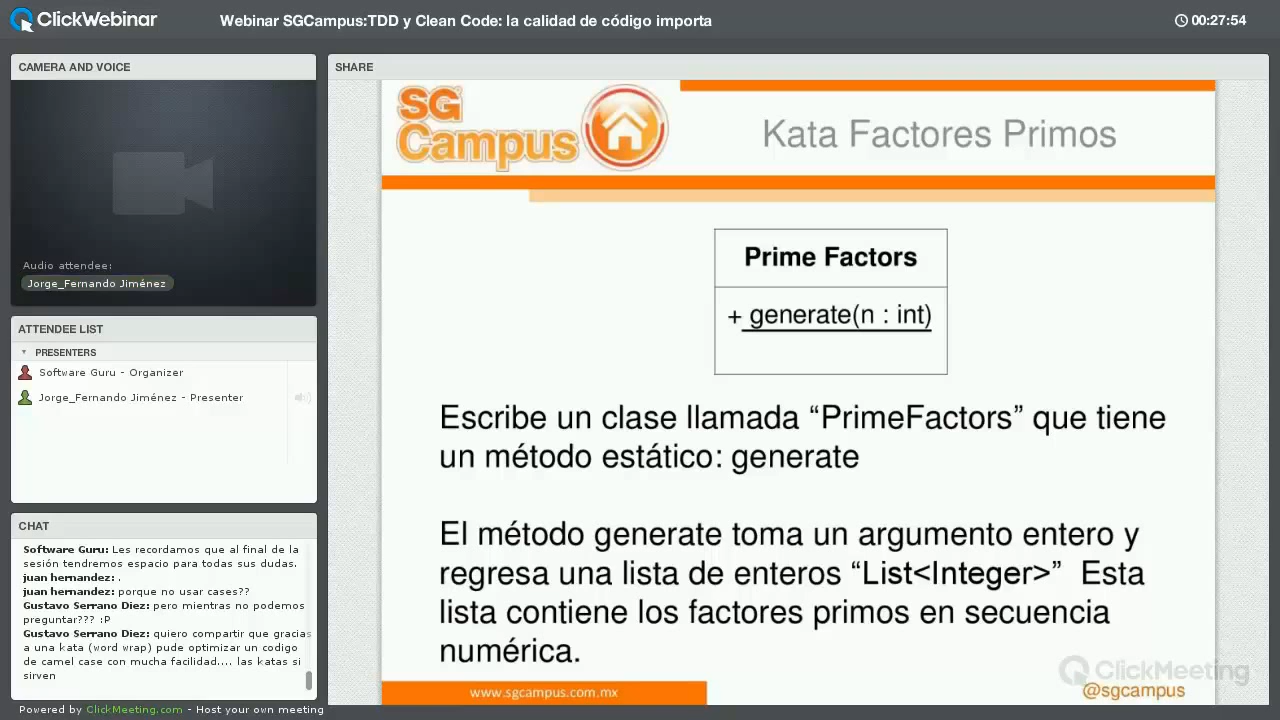 ClickWebinar
Webinar SGCampus:TDD y Clean Code: la calidad de código importa
00:27:54
CAMERA AND VOICE
Audio attendee:
Jorge_Fernando Jiménez
ATTENDEE LIST
PRESENTERS
Software Guru - Organizer
Jorge_Fernando Jiménez - Presenter
CHAT
Software Guru: Les recordamos que al final de la
sesión tendremos espacio para todas sus dudas.
juan hernandez: .
juan hernandez: porque no usar cases??
Gustavo Serrano Diez: pero mientras no podemos
preguntar??? :P
Gustavo Serrano Diez: quiero compartir que gracias
a una kata (word wrap) pude optimizar un codigo
de camel case con mucha facilidad.... las katas si
sirven
Powered by ClickMeeting.com - Host your own meeting
SHARE
SG
Campus
Kata Factores Primos
Prime Factors
+ generate(n : int)
Escribe un clase llamada “PrimeFactors” que tiene
un método estático: generate
El método generate toma un argumento entero y
regresa una lista de enteros “List<Integer>” Esta
lista contiene los factores primos en secuencia
numérica.
ClickMeeting
www.sgcampus.com.mx
@sgcampus